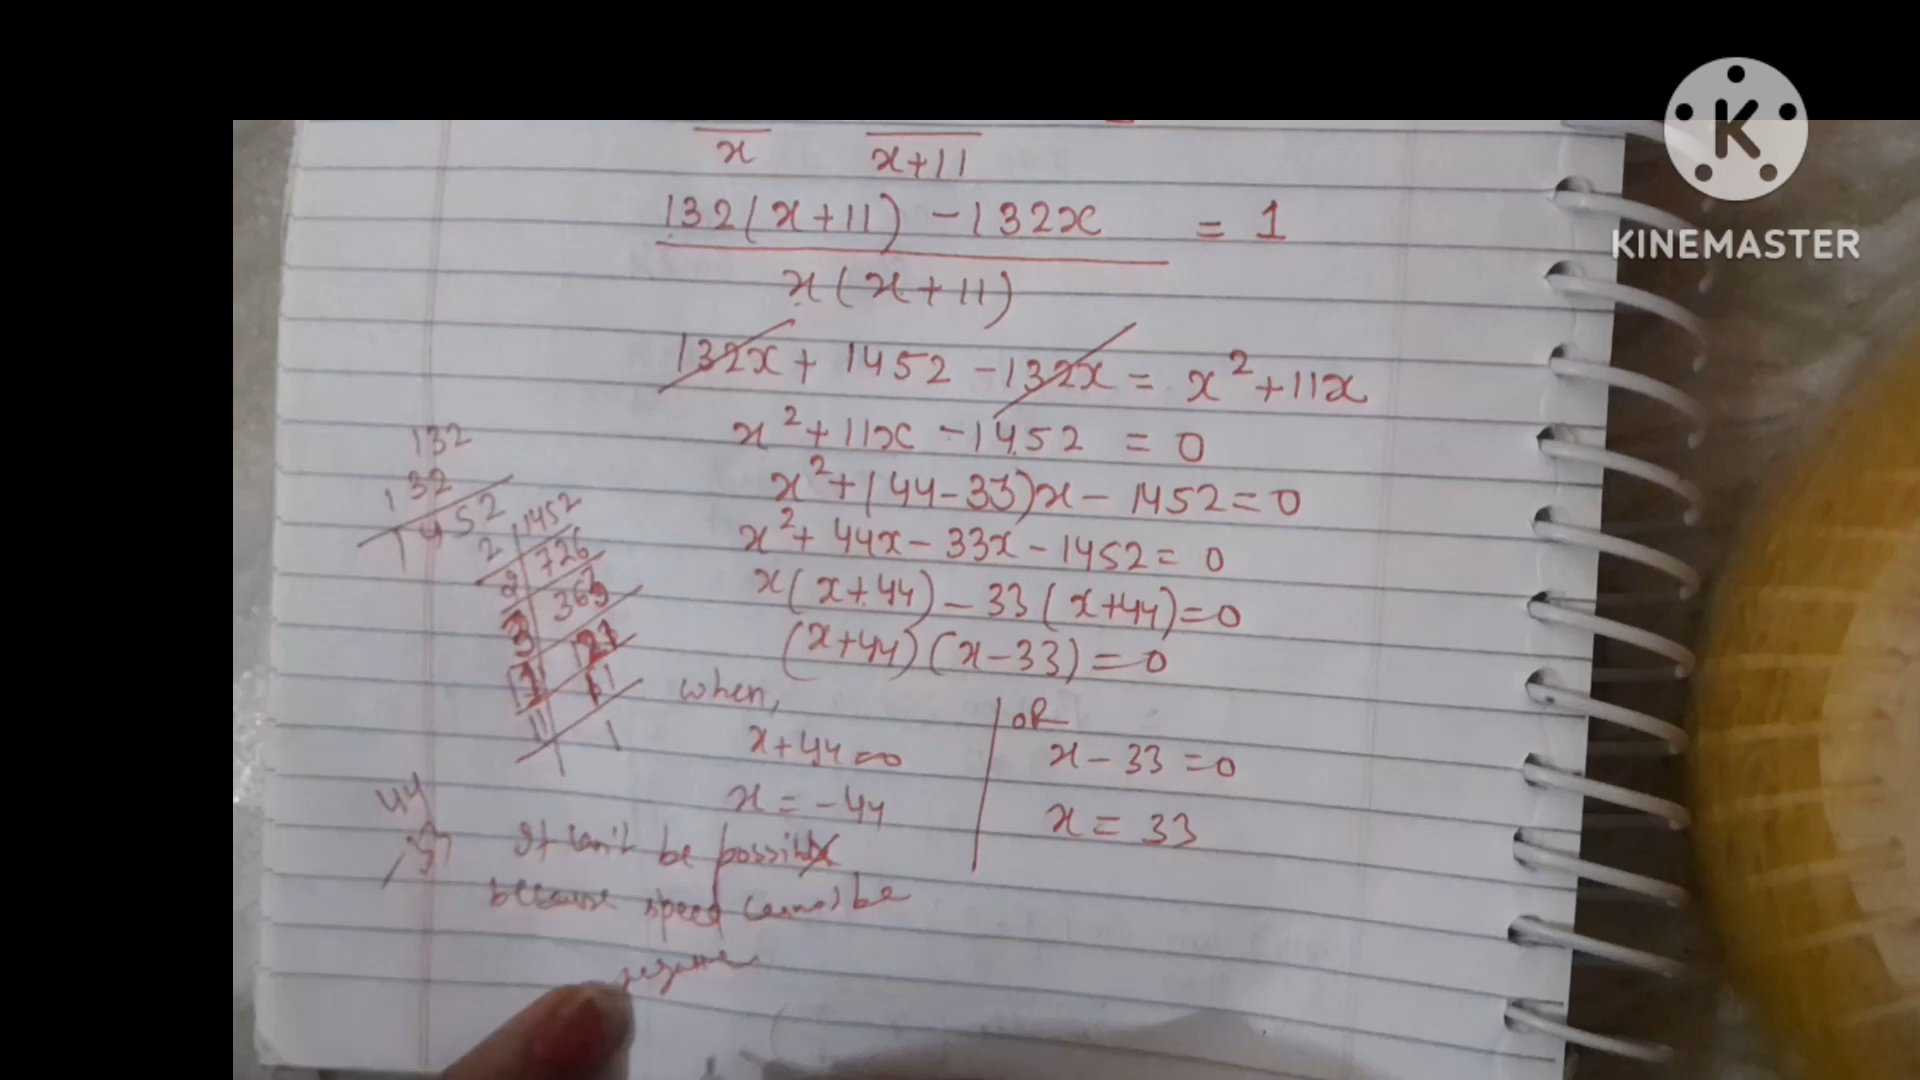 x x+11
132(x+11) -132x = 1
x(x+11)
132x + 1452 - 132x = x²+11x
x²+11x -1452 = 0
x²+(44-33)x - 1452=0
x²+ 44x - 33x - 1452= 0
x(x+44) - 33(x+44)=0
(x+44)(x-33)=0
when,
x+44=0
x = -44
It can't be possible
because speed cannot be
negative
OR
x - 33 =0
x = 33
132
132
1452
2 1452
2 726
3 363
11 121
11 11
1
44
33
K
KINEMASTER